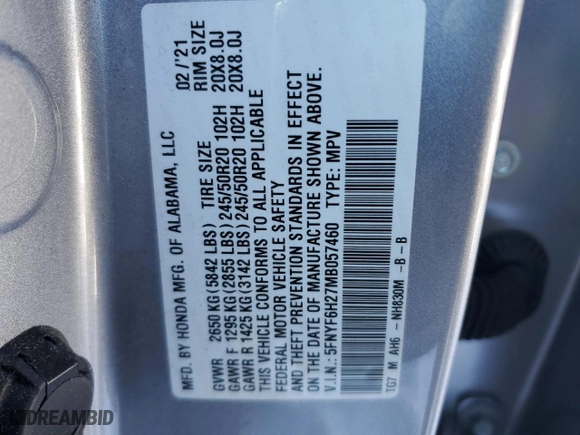 MFD. BY HONDA MFG. OF ALABAMA, LLC 02/'21
TIRE SIZE RIM SIZE
GVWR 2650 KG (5842 LBS)
GAWR F 1295 KG (2855 LBS) 245/50R20 102H 20X8.0J
GAWR R 1425 KG (3142 LBS) 245/50R20 102H 20X8.0J
THIS VEHICLE CONFORMS TO ALL APPLICABLE
FEDERAL MOTOR VEHICLE SAFETY
AND THEFT PREVENTION STANDARDS IN EFFECT
ON THE DATE OF MANUFACTURE SHOWN ABOVE.
V.I.N.: 5FNYF6H27MB057460 TYPE: MPV
TG7 M AH6 - NH830M -B-B
IDREAMBID